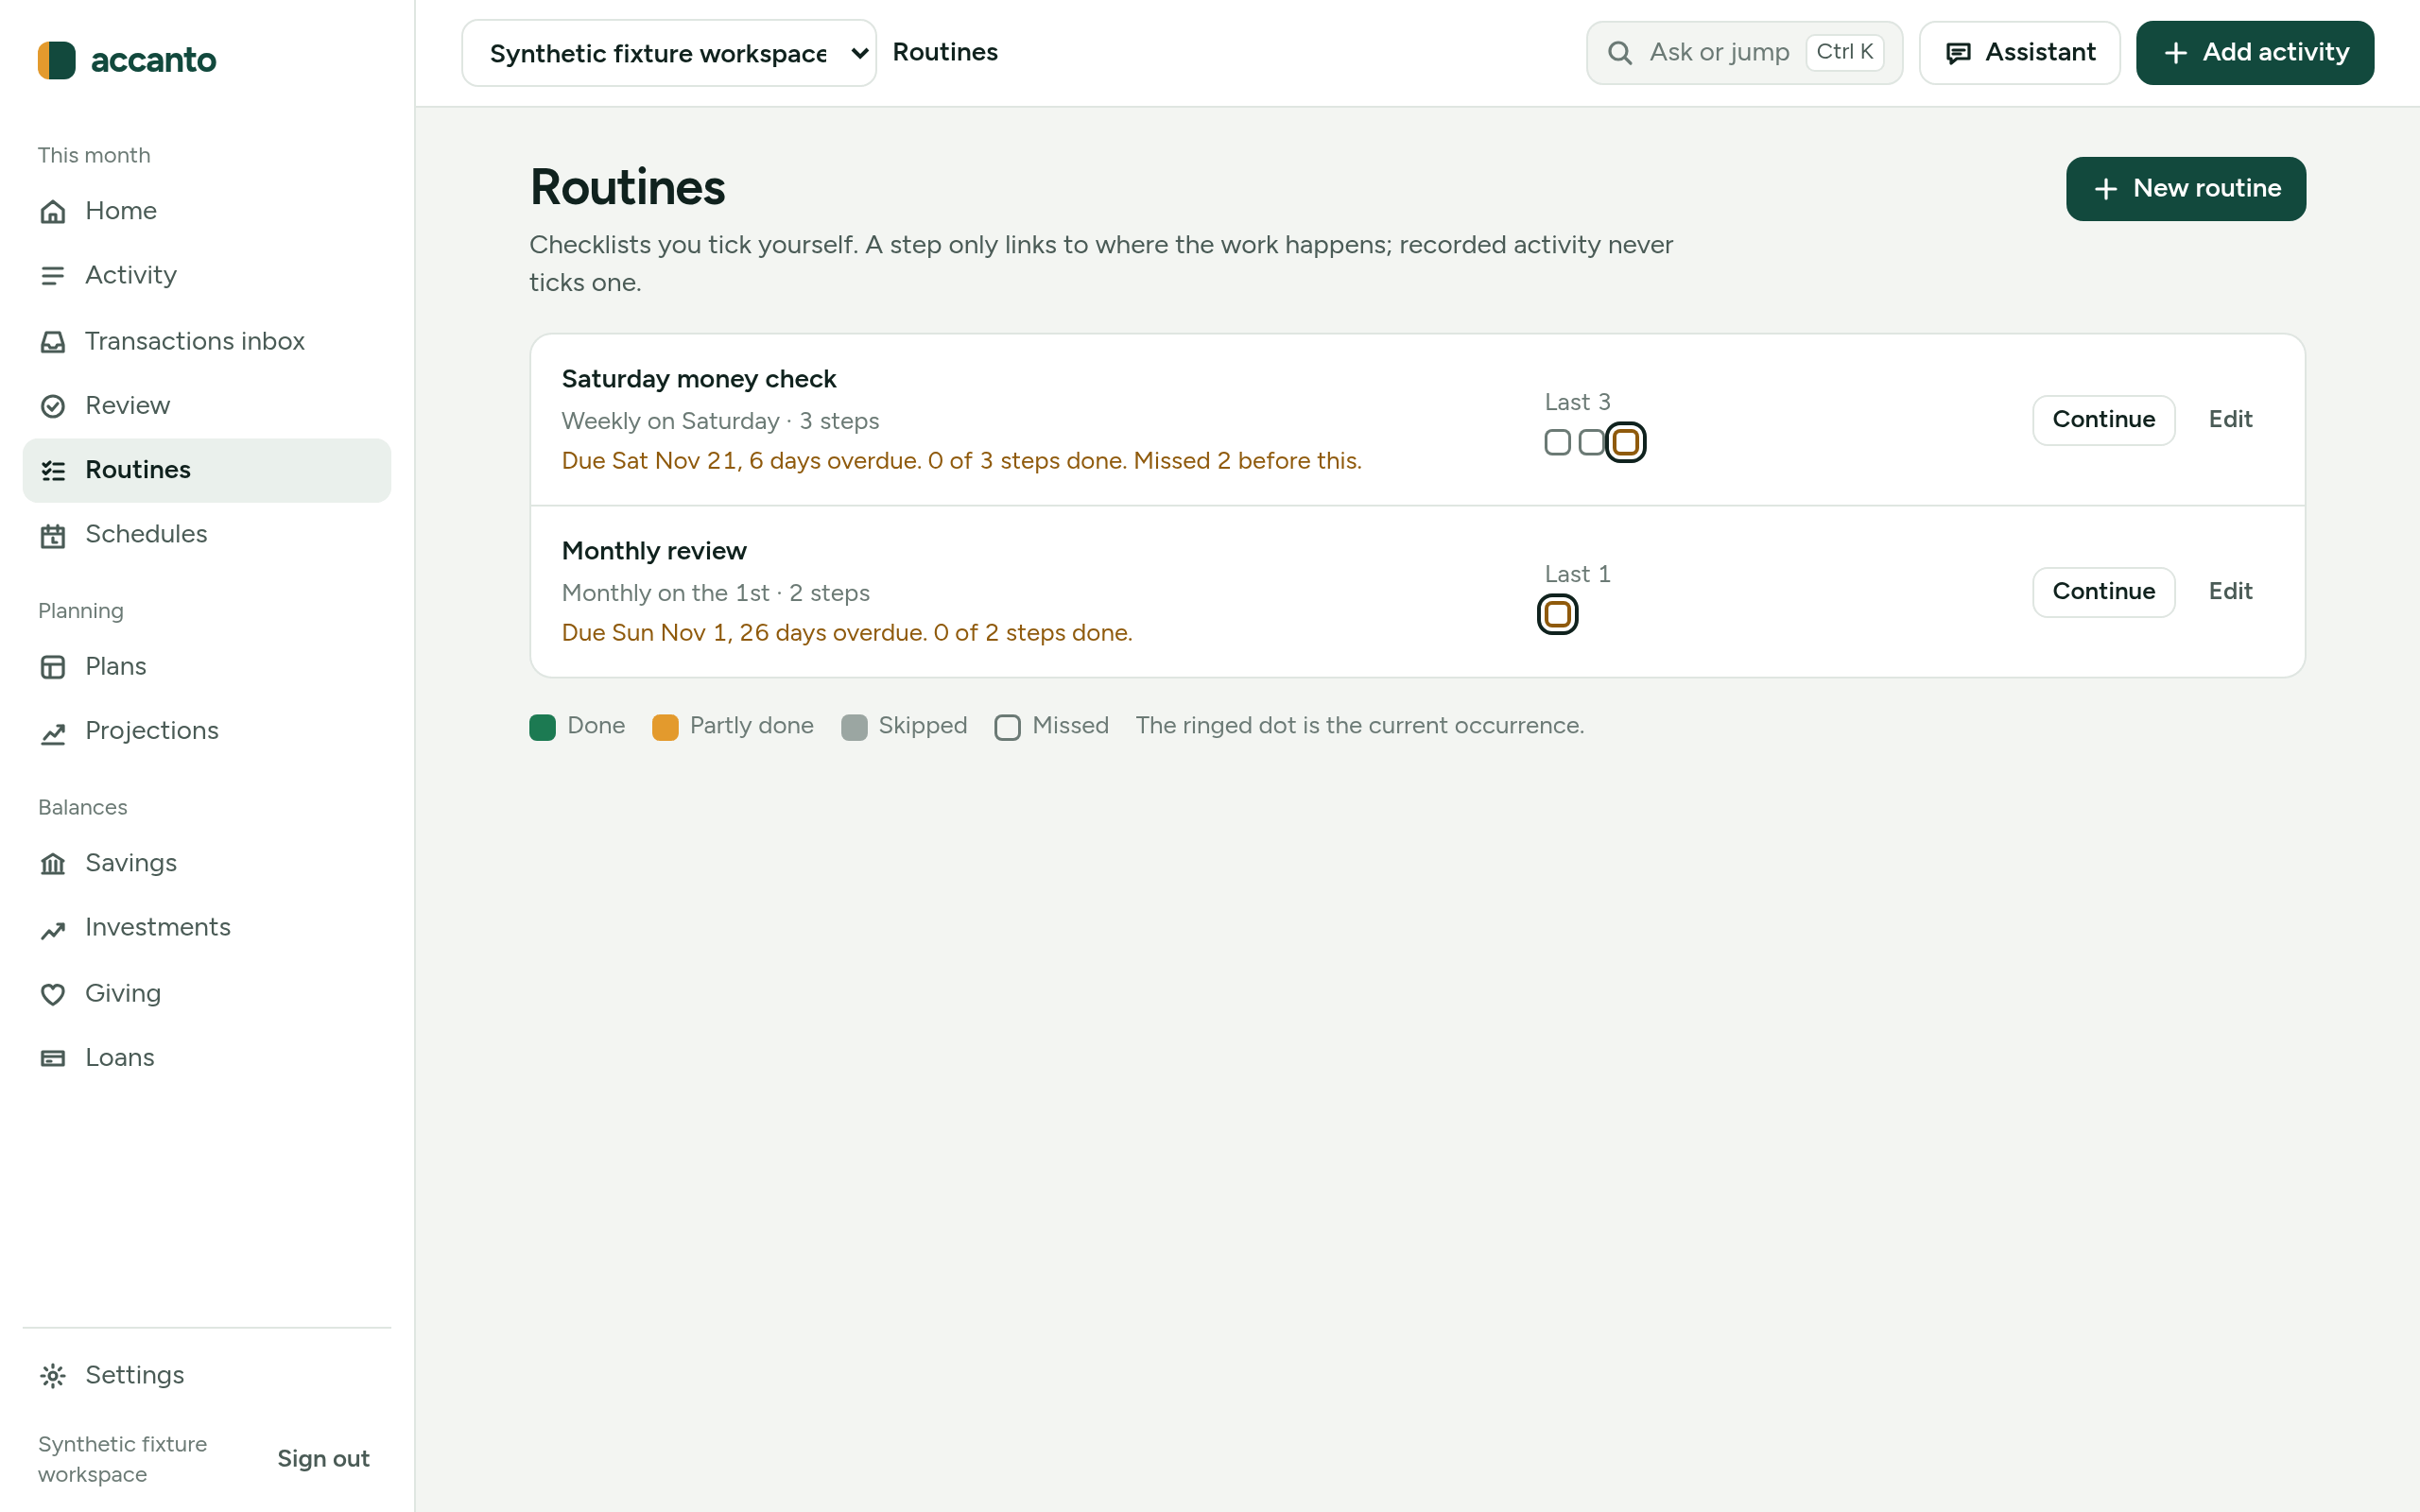 accanto
This month
Home
Activity
Transactions inbox
Review
Routines
Schedules
Planning
Plans
Projections
Balances
Savings
Investments
Giving
Loans
Settings
Synthetic fixture
workspace
Sign out
Synthetic fixture workspace
Routines
Ask or jump
Ctrl K
Assistant
Add activity
Routines
New routine
Checklists you tick yourself. A step only links to where the work happens; recorded activity never
ticks one.
Saturday money check
Weekly on Saturday · 3 steps
Due Sat Nov 21, 6 days overdue. 0 of 3 steps done. Missed 2 before this.
Last 3
Continue
Edit
Monthly review
Monthly on the 1st · 2 steps
Due Sun Nov 1, 26 days overdue. 0 of 2 steps done.
Last 1
Continue
Edit
Done
Partly done
Skipped
Missed
The ringed dot is the current occurrence.